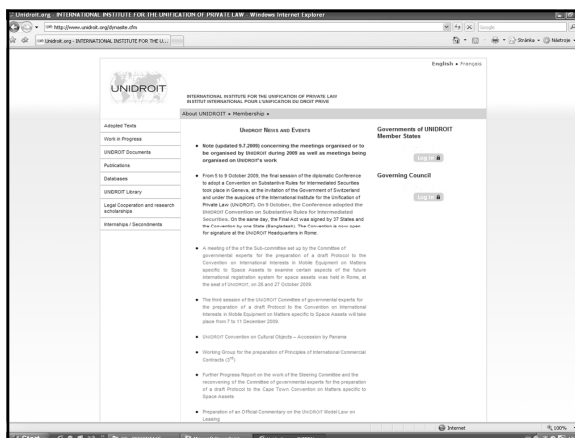 Unidroit.org - INTERNATIONAL INSTITUTE FOR THE UNIFICATION OF PRIVATE LAW - Windows Internet Explorer
http://www.unidroit.org/dynasite.cfm
Google
Unidroit.org - INTERNATIONAL INSTITUTE FOR THE U...
Stránka
Nástroje
English • Français
UNIDROIT
INTERNATIONAL INSTITUTE FOR THE UNIFICATION OF PRIVATE LAW
INSTITUT INTERNATIONAL POUR L'UNIFICATION DU DROIT PRIVE
About UNIDROIT • Membership •
Adopted Texts
Work in Progress
UNIDROIT Documents
Publications
Databases
UNIDROIT Library
Legal Cooperation and research
scholarships
Internships / Secondments
UNIDROIT NEWS AND EVENTS
• Note (updated 9.7.2009) concerning the meetings organised or to
be organised by UNIDROIT during 2009 as well as meetings being
organised on UNIDROIT's work
• From 5 to 9 October 2009, the final session of the diplomatic Conference
to adopt a Convention on Substantive Rules for Intermediated Securities
took place in Geneva, at the invitation of the Government of Switzerland
and under the auspices of the International Institute for the Unification of
Private Law (UNIDROIT). On 9 October, the Conference adopted the
UNIDROIT Convention on Substantive Rules for Intermediated
Securities. On the same day, the Final Act was signed by 37 States and
the Convention by one State (Bangladesh). The Convention is now open
for signature at the UNIDROIT Headquarters in Rome.
• A meeting of the of the Sub-committee set up by the Committee of
governmental experts for the preparation of a draft Protocol to the
Convention on International Interests in Mobile Equipment on Matters
specific to Space Assets to examine certain aspects of the future
international registration system for space assets was held in Rome, at
the seat of UNIDROIT, on 26 and 27 October 2009.
• The third session of the UNIDROIT Committee of governmental experts for
the preparation of a draft Protocol to the Convention on International
Interests in Mobile Equipment on Matters specific to Space Assets will take
place from 7 to 11 December 2009.
• UNIDROIT Convention on Cultural Objects – Accession by Panama
• Working Group for the preparation of Principles of International Commercial
Contracts (3rd)
• Further Progress Report on the work of the Steering Committee and the
reconvening of the Committee of governmental experts for the preparation
of a draft Protocol to the Cape Town Convention on Matters specific to
Space Assets
• Preparation of an Official Commentary on the UNIDROIT Model Law on
Leasing
Governments of UNIDROIT
Member States
Log in
Governing Council
Log in
Internet
100%
Start